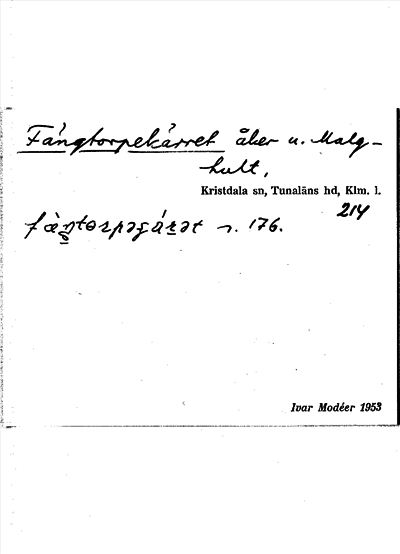 Fångtorpekärret åker u. Malg-
hult,
Kristdala sn, Tunaläns hd, Klm. l.
214
n. 176.
Ivar Modéer 1953